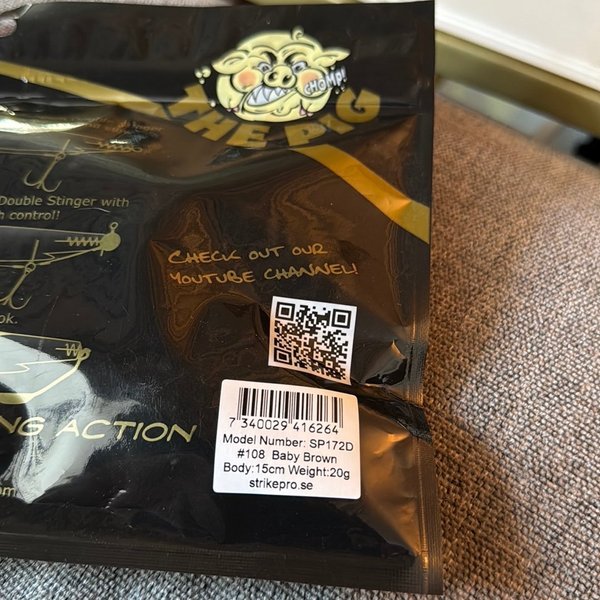 CHOMP!
THE PIG
Double Stinger with
control!
CHECK OUT OUR
YOUTUBE CHANNEL!
ok.
NG ACTION
7 340029 416264
Model Number: SP172D
#108 Baby Brown
Body:15cm Weight:20g
strikepro.se